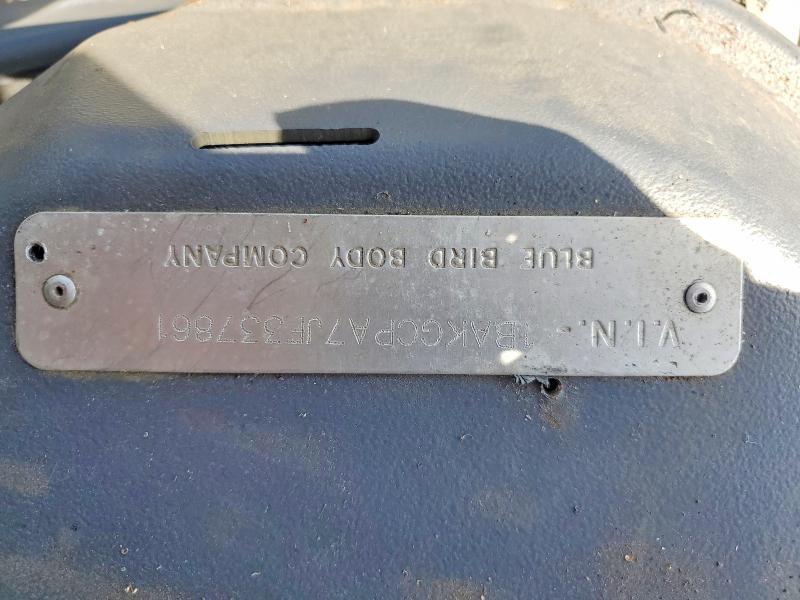 V.I.N.- 1BAKGCPA7JF337861
BLUE BIRD BODY COMPANY